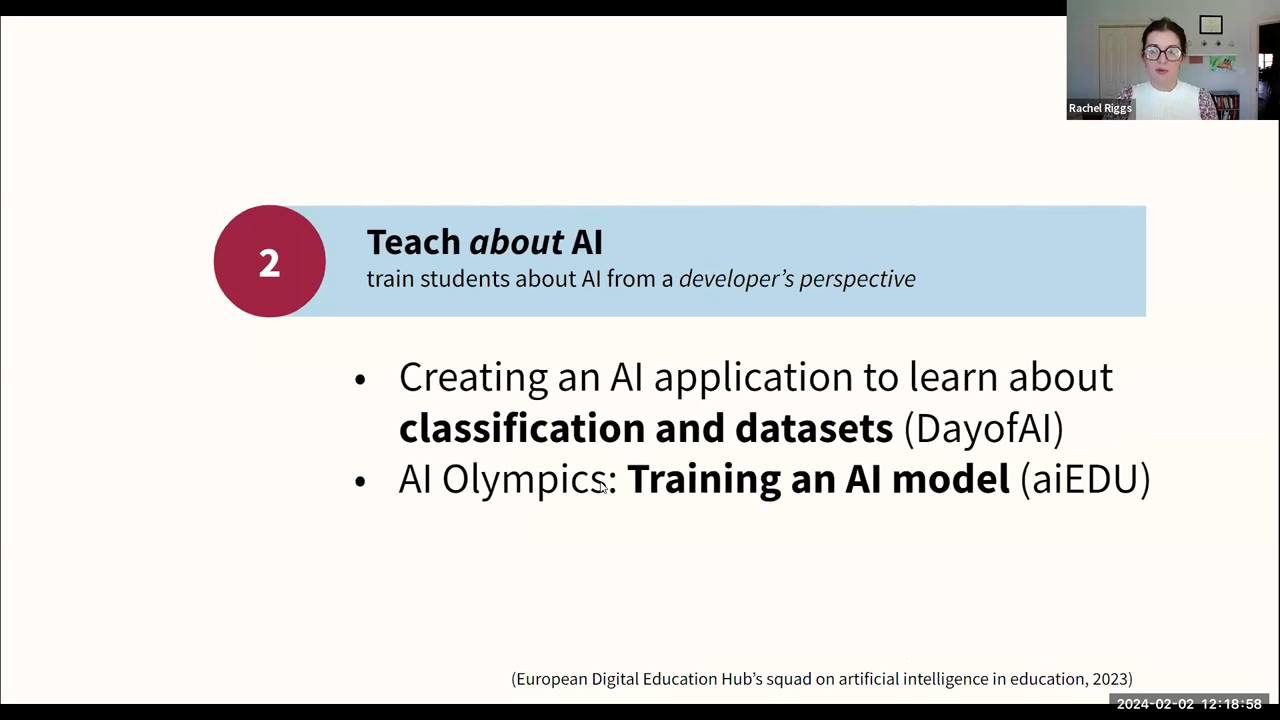 Rachel Riggs
2
Teach about AI
train students about AI from a developer’s perspective
• Creating an AI application to learn about
classification and datasets (DayofAI)
• AI Olympics: Training an AI model (aiEDU)
(European Digital Education Hub’s squad on artificial intelligence in education, 2023)
2024-02-02 12:18:58